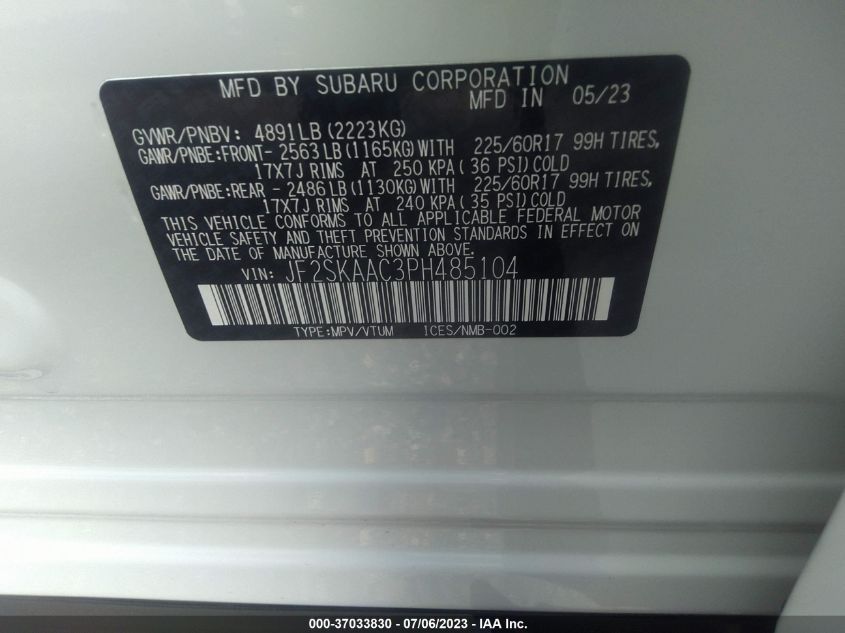 MFD BY SUBARU CORPORATION
MFD IN 05/23
GVWR/PNBV: 4891LB(2223KG)
GAWR/PNBE:FRONT- 2563LB(1165KG)WITH 225/60R17 99H TIRES,
17X7J RIMS AT 250 KPA(36 PSI)COLD
GAWR/PNBE:REAR - 2486LB(1130KG)WITH 225/60R17 99H TIRES,
17X7J RIMS AT 240 KPA(35 PSI)COLD
THIS VEHICLE CONFORMS TO ALL APPLICABLE FEDERAL MOTOR
VEHICLE SAFETY AND THEFT PREVENTION STANDARDS IN EFFECT ON
THE DATE OF MANUFACTURE SHOWN ABOVE.
VIN: JF2SKAAC3PH485104
TYPE:MPV/VTUM ICES/NMB-002
000-37033830 - 07/06/2023 - IAA Inc.